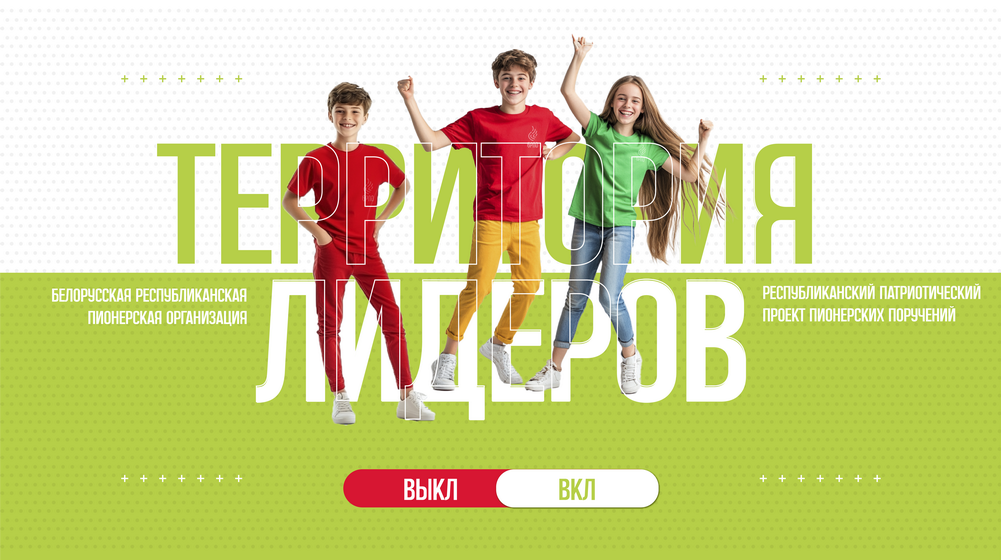 ТЕРРИТОРИЯ
ЛИДЕРОВ
БЕЛОРУССКАЯ РЕСПУБЛИКАНСКАЯ
ПИОНЕРСКАЯ ОРГАНИЗАЦИЯ
РЕСПУБЛИКАНСКИЙ ПАТРИОТИЧЕСКИЙ
ПРОЕКТ ПИОНЕРСКИХ ПОРУЧЕНИЙ
ВЫКЛ
ВКЛ